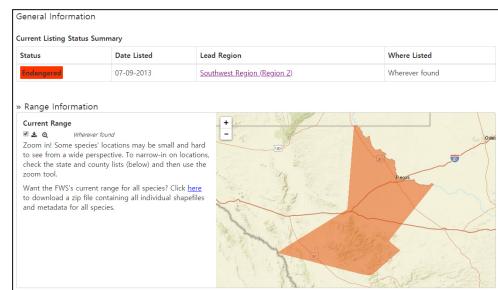 General Information
Current Listing Status Summary
Status Date Listed Lead Region Where Listed
Endangered 07-09-2013 Southwest Region (Region 2) Wherever found
» Range Information
Current Range
Wherever found
Zoom in! Some species' locations may be small and hard
to see from a wide perspective. To narrow-in on locations,
check the state and county lists (below) and then use the
zoom tool.
Want the FWS's current range for all species? Click here
to download a zip file containing all individual shapefiles
and metadata for all species.
+
-
Pecos